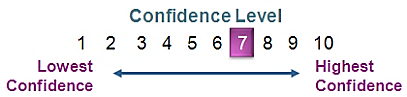 Confidence Level
1 2 3 4 5 6 7 8 9 10
Lowest Confidence
Highest Confidence